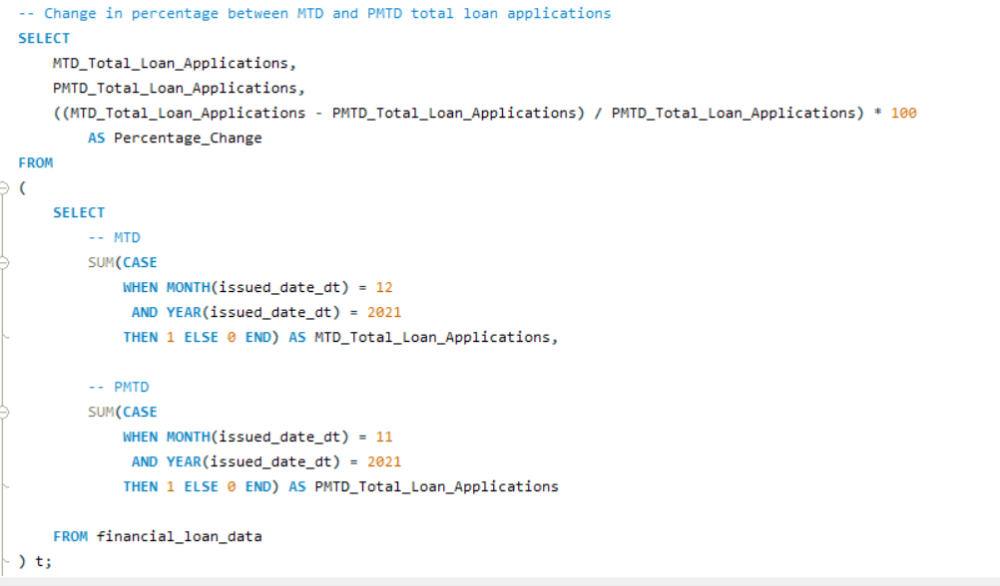 -- Change in percentage between MTD and PMTD total loan applications
SELECT
    MTD_Total_Loan_Applications,
    PMTD_Total_Loan_Applications,
    ((MTD_Total_Loan_Applications - PMTD_Total_Loan_Applications) / PMTD_Total_Loan_Applications) * 100
        AS Percentage_Change
FROM
(
    SELECT
        -- MTD
        SUM(CASE
            WHEN MONTH(issued_date_dt) = 12
             AND YEAR(issued_date_dt) = 2021
            THEN 1 ELSE 0 END) AS MTD_Total_Loan_Applications,

        -- PMTD
        SUM(CASE
            WHEN MONTH(issued_date_dt) = 11
             AND YEAR(issued_date_dt) = 2021
            THEN 1 ELSE 0 END) AS PMTD_Total_Loan_Applications

    FROM financial_loan_data
) t;